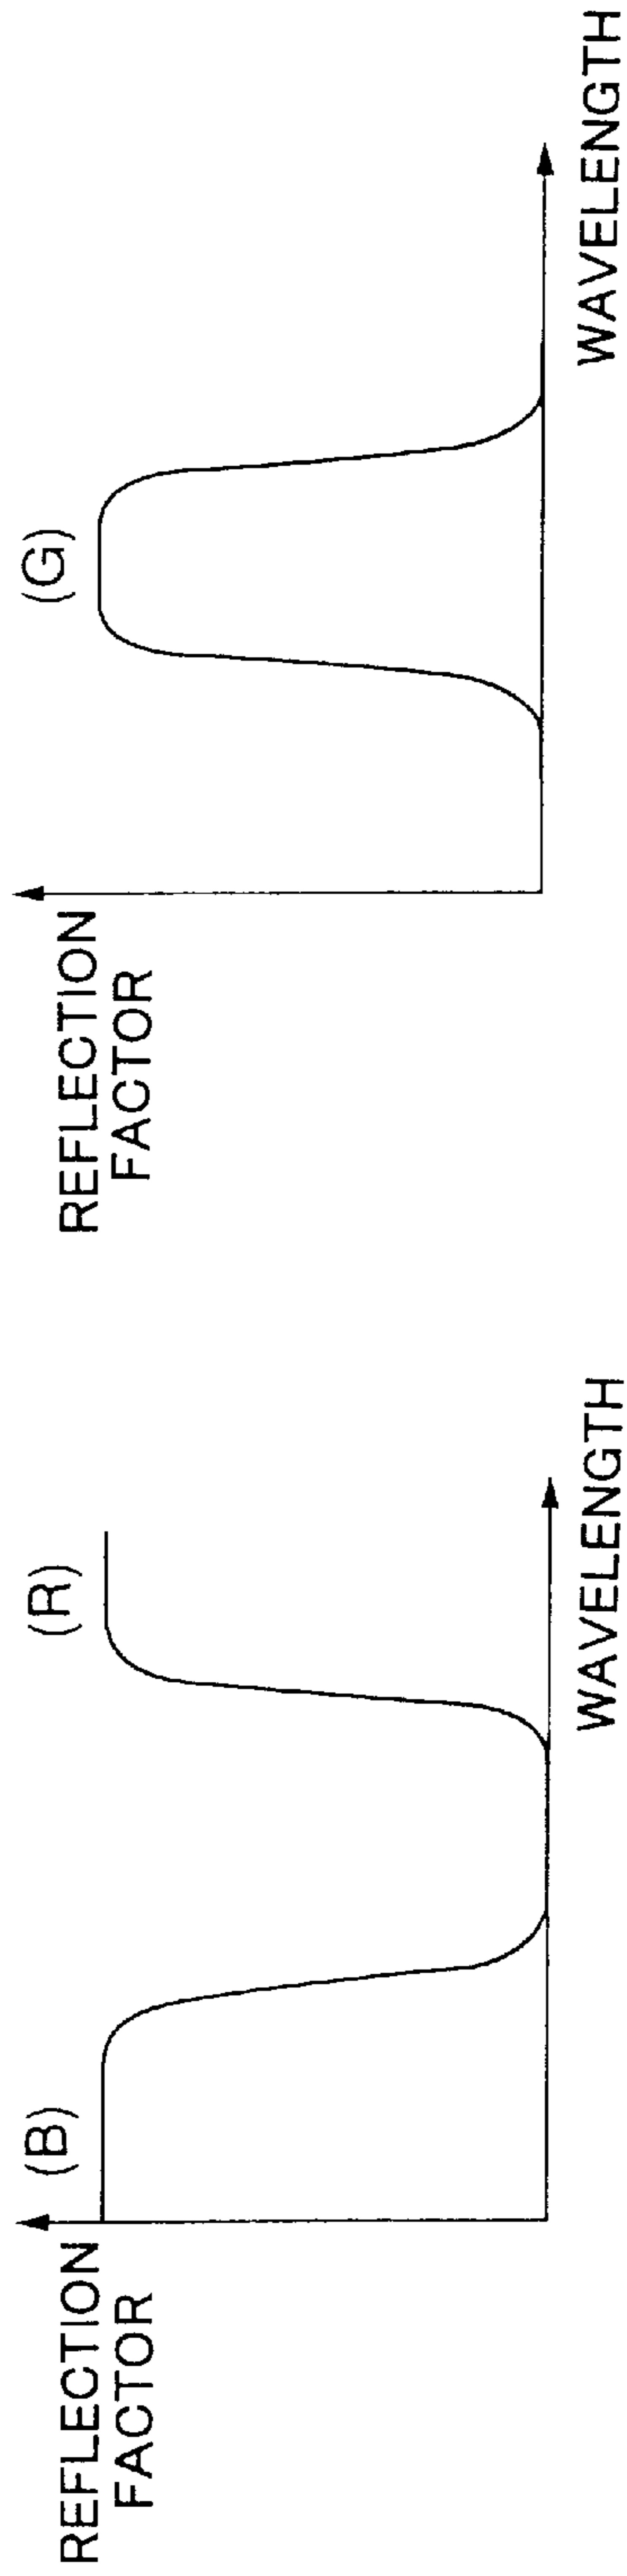 REFLECTION
FACTOR
(B)
(R)
WAVELENGTH
REFLECTION
FACTOR
(G)
WAVELENGTH